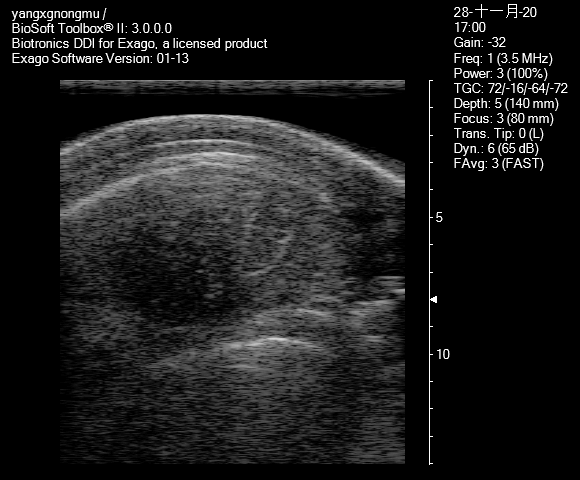 yangxgnongmu /
BioSoft Toolbox® II: 3.0.0.0
Biotronics DDI for Exago, a licensed product
Exago Software Version: 01-13
28-十一月-20
17:00
Gain: -32
Freq: 1 (3.5 MHz)
Power: 3 (100%)
TGC: 72/-16/-64/-72
Depth: 5 (140 mm)
Focus: 3 (80 mm)
Trans. Tip: 0 (L)
Dyn.: 6 (65 dB)
FAvg: 3 (FAST)
5
10